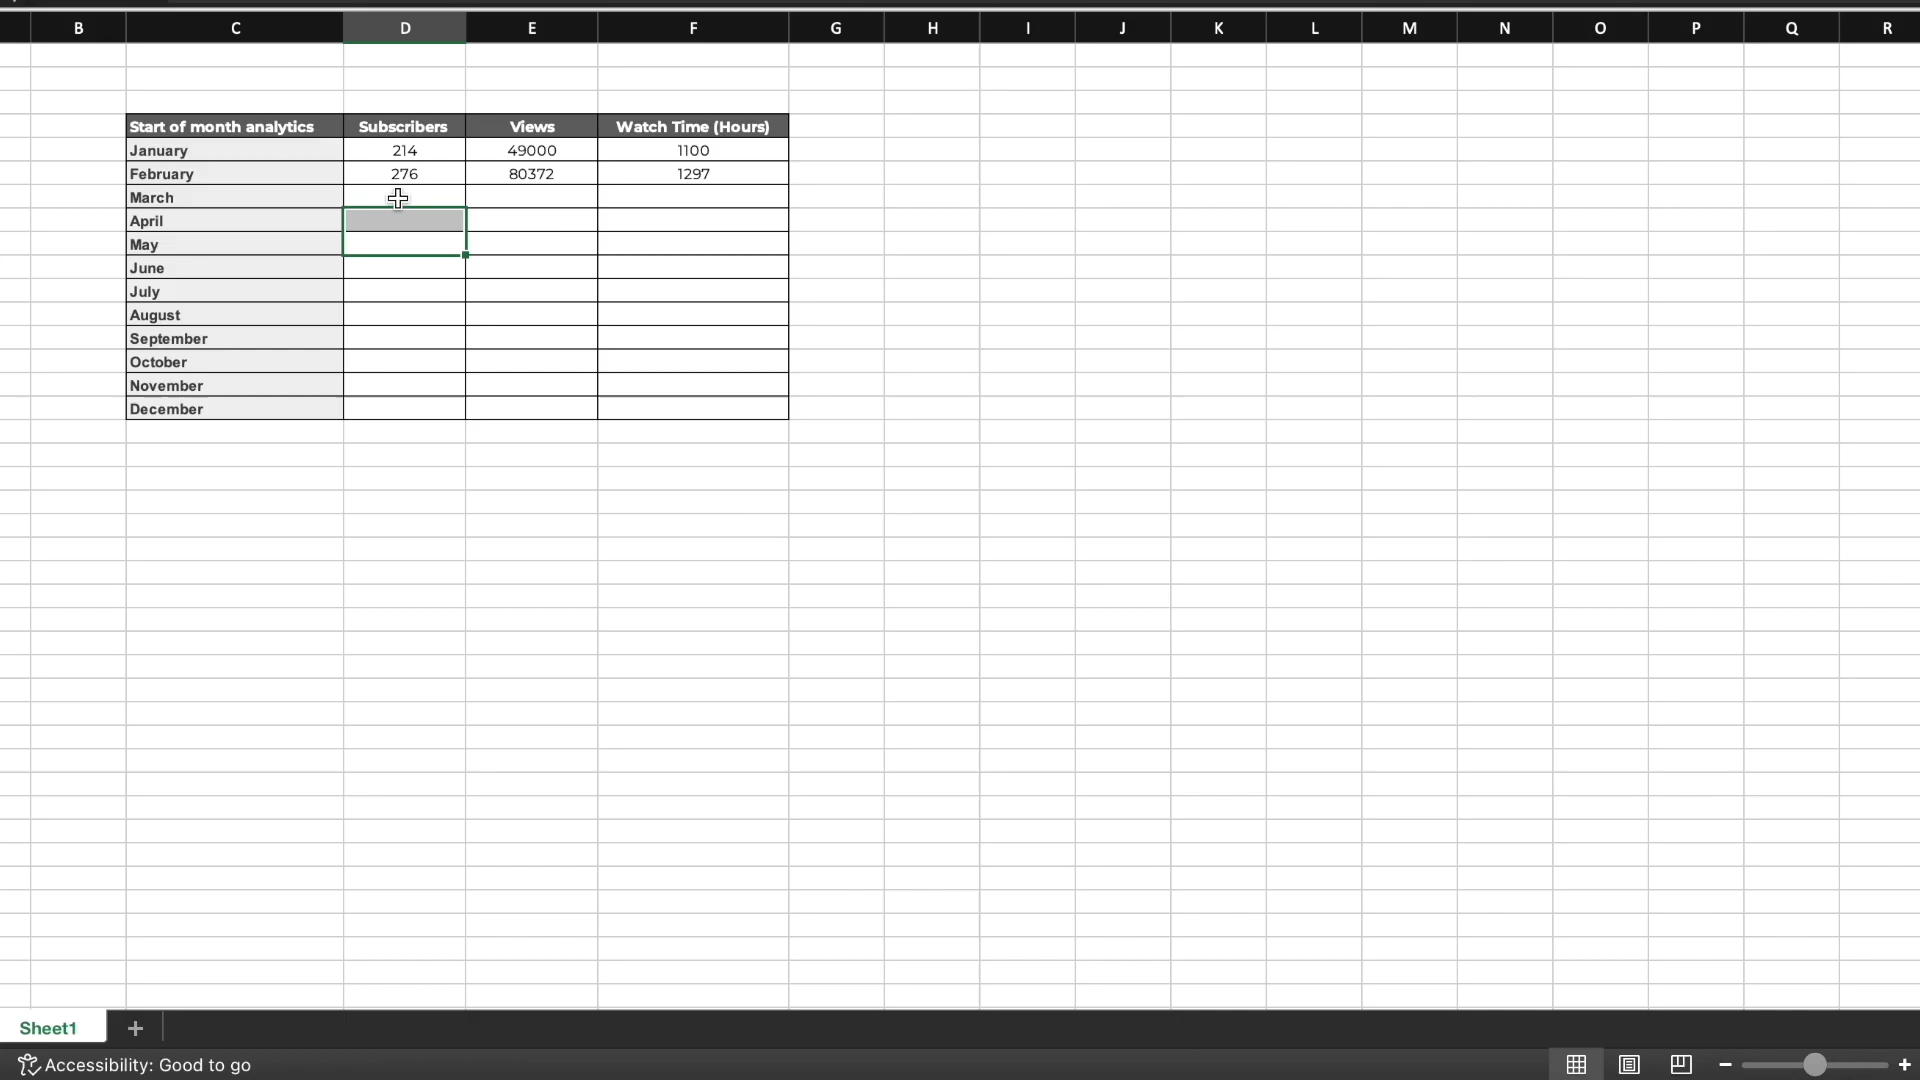 B C D E F G H I J K L M N O P Q R
Start of month analytics Subscribers Views Watch Time (Hours)
January 214 49000 1100
February 276 80372 1297
March
April
May
June
July
August
September
October
November
December
Sheet1 +
Accessibility: Good to go